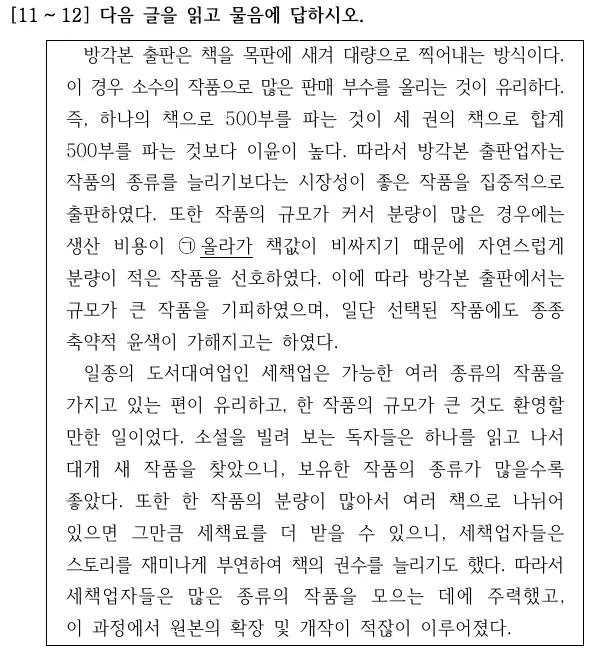 [11~12] 다음 글을 읽고 물음에 답하시오.
방각본 출판은 책을 목판에 새겨 대량으로 찍어내는 방식이다.
이 경우 소수의 작품으로 많은 판매 부수를 올리는 것이 유리하다.
즉, 하나의 책으로 500부를 파는 것이 세 권의 책으로 합계
500부를 파는 것보다 이윤이 높다. 따라서 방각본 출판업자는
작품의 종류를 늘리기보다는 시장성이 좋은 작품을 집중적으로
출판하였다. 또한 작품의 규모가 커서 분량이 많은 경우에는
생산 비용이 ㉠올라가 책값이 비싸지기 때문에 자연스럽게
분량이 적은 작품을 선호하였다. 이에 따라 방각본 출판에서는
규모가 큰 작품을 기피하였으며, 일단 선택된 작품에도 종종
축약적 윤색이 가해지고는 하였다.
일종의 도서대여업인 세책업은 가능한 여러 종류의 작품을
가지고 있는 편이 유리하고, 한 작품의 규모가 큰 것도 환영할
만한 일이었다. 소설을 빌려 보는 독자들은 하나를 읽고 나서
대개 새 작품을 찾았으니, 보유한 작품의 종류가 많을수록
좋았다. 또한 한 작품의 분량이 많아서 여러 책으로 나뉘어
있으면 그만큼 세책료를 더 받을 수 있으니, 세책업자들은
스토리를 재미나게 부연하여 책의 권수를 늘리기도 했다. 따라서
세책업자들은 많은 종류의 작품을 모으는 데에 주력했고,
이 과정에서 원본의 확장 및 개작이 적잖이 이루어졌다.